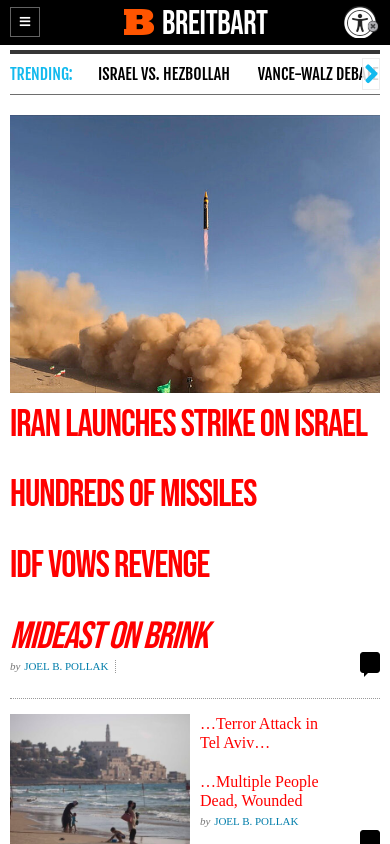 B BREITBART
TRENDING: ISRAEL VS. HEZBOLLAH VANCE–WALZ
IRAN LAUNCHES STRIKE ON ISRAEL
HUNDREDS OF MISSILES
IDF VOWS REVENGE
MIDEAST ON BRINK
by JOEL B. POLLAK
…Terror Attack in
Tel Aviv…
…Multiple People
Dead, Wounded
by JOEL B. POLLAK